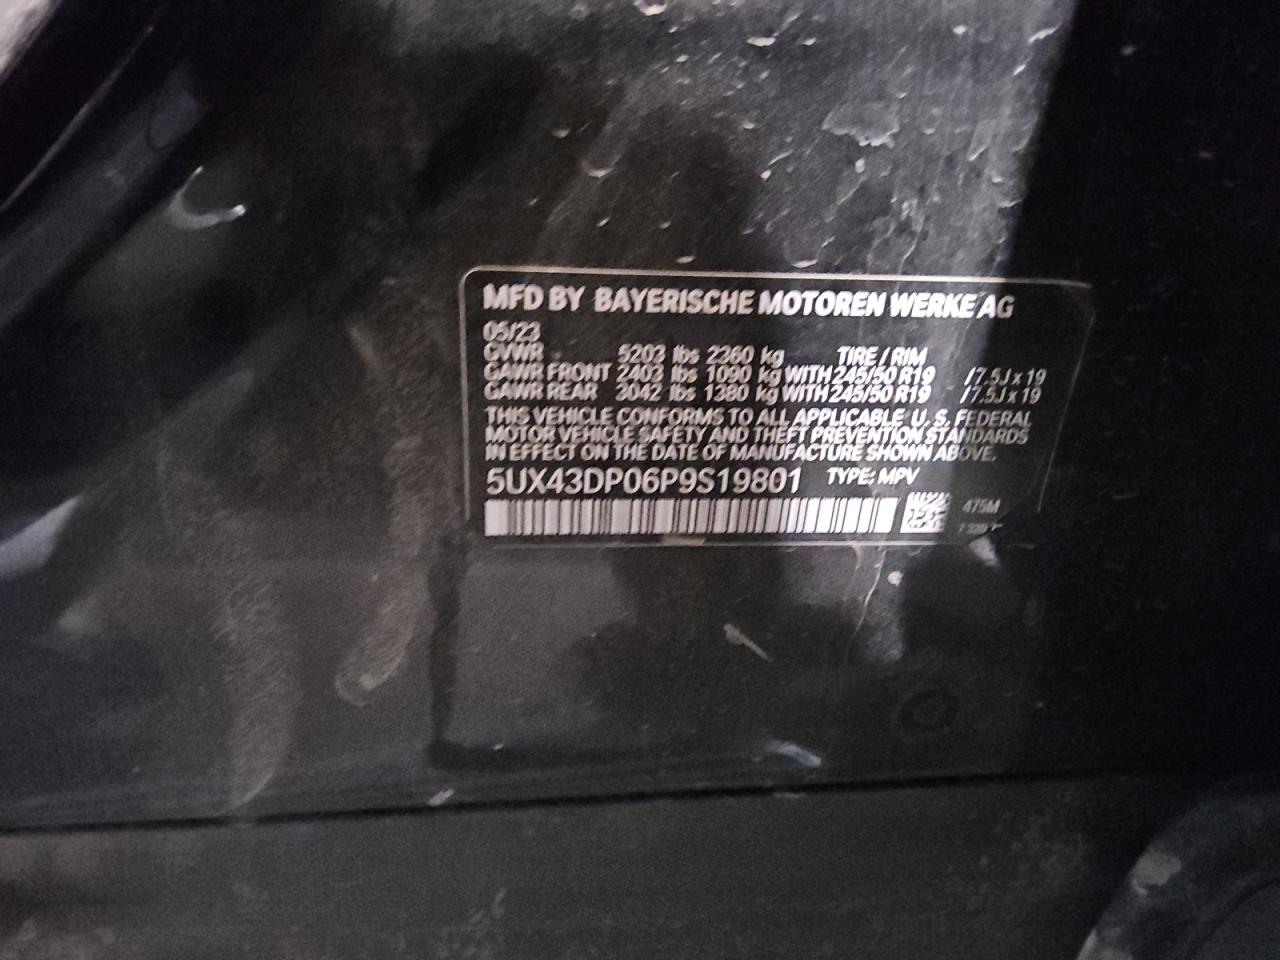 MFD BY BAYERISCHE MOTOREN WERKE AG
05/23
GVWR 5203 lbs 2360 kg TIRE / RIM
GAWR FRONT 2403 lbs 1090 kg WITH 245/50 R19 /7.5J x 19
GAWR REAR 3042 lbs 1380 kg WITH 245/50 R19 /7.5J x 19
THIS VEHICLE CONFORMS TO ALL APPLICABLE U. S. FEDERAL
MOTOR VEHICLE SAFETY AND THEFT PREVENTION STANDARDS
IN EFFECT ON THE DATE OF MANUFACTURE SHOWN ABOVE.
5UX43DP06P9S19801 TYPE: MPV
475M